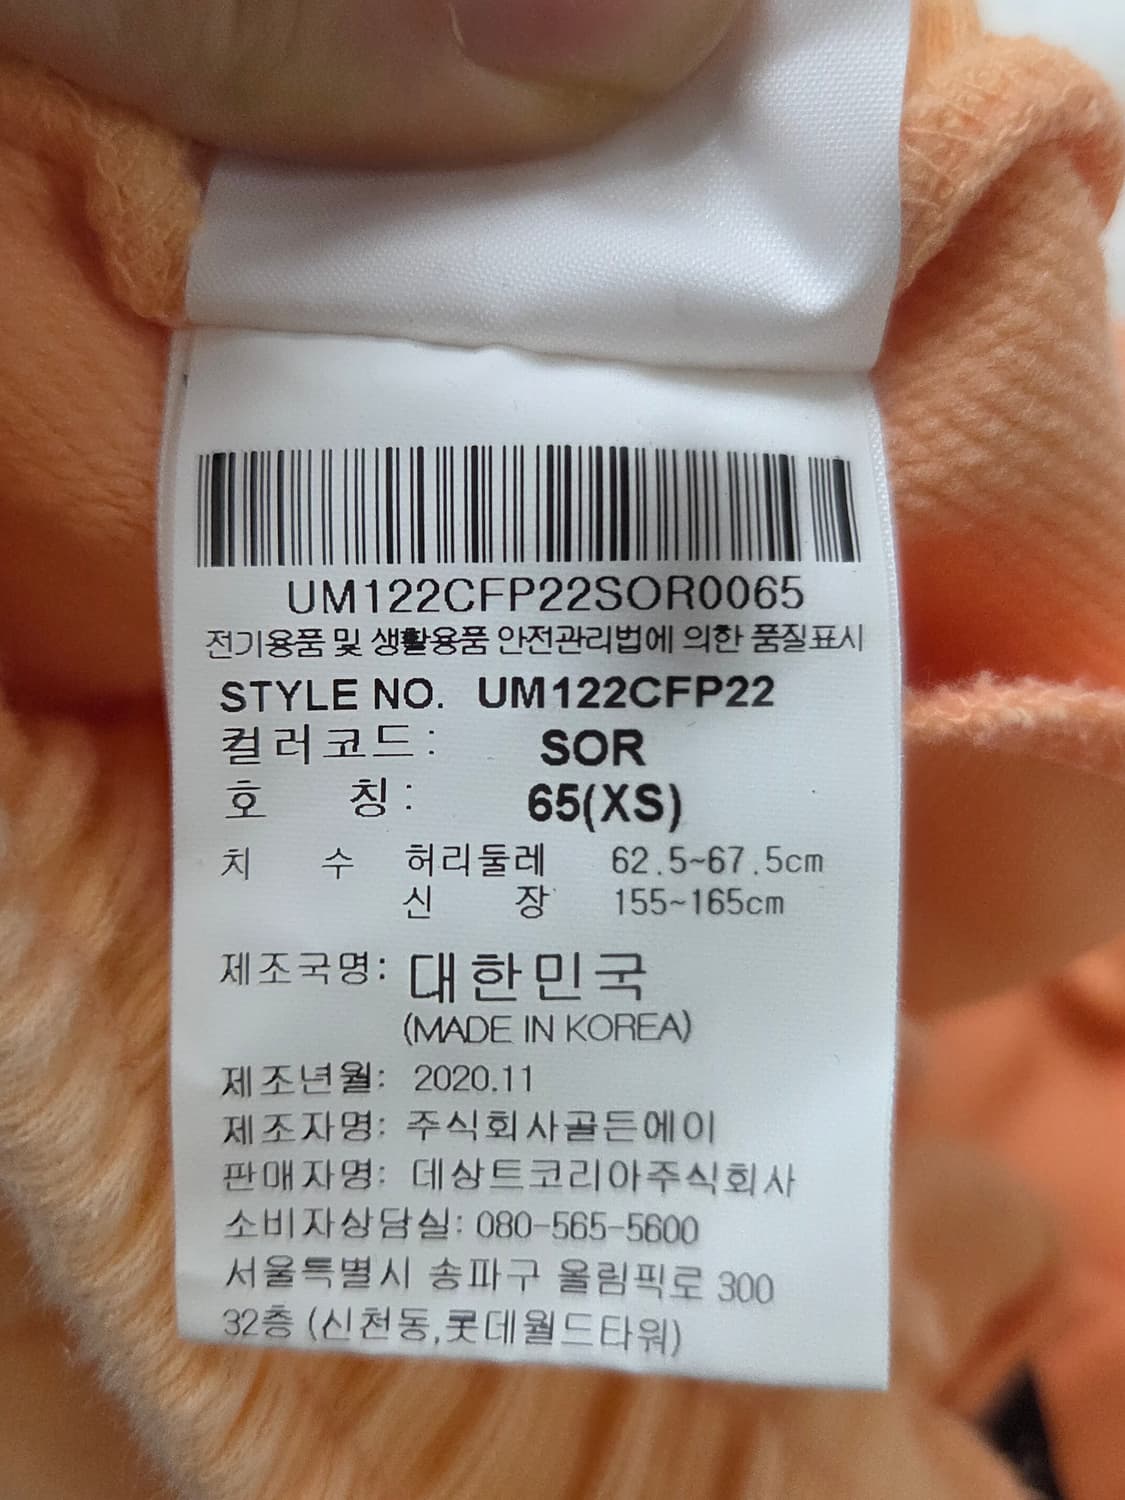 UM122CFP22SOR0065
전기용품 및 생활용품 안전관리법에 의한 품질표시
STYLE NO. UM122CFP22
컬러코드: SOR
호 칭: 65(XS)
치 수 허리둘레 62.5~67.5cm
신 장 155~165cm
제조국명: 대한민국
(MADE IN KOREA)
제조년월: 2020.11
제조자명: 주식회사골든에이
판매자명: 데상트코리아주식회사
소비자상담실: 080-565-5600
서울특별시 송파구 올림픽로 300
32층 (신천동,롯데월드타워)